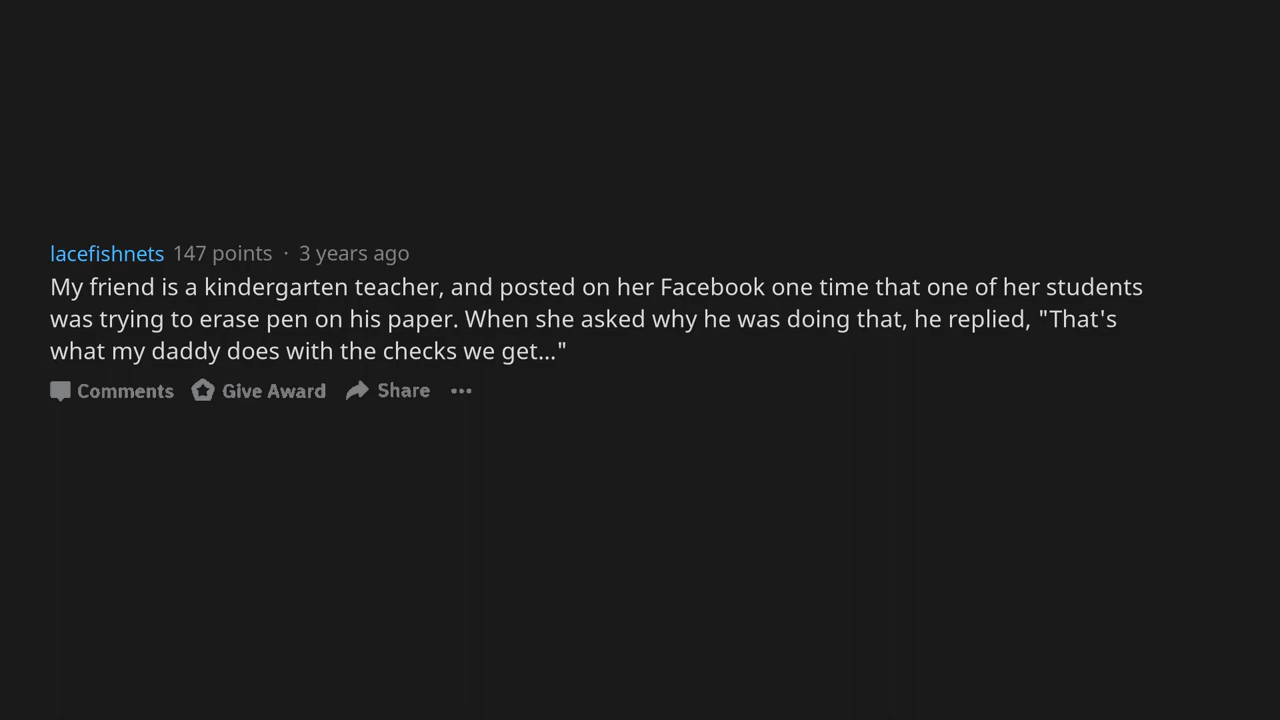 lacefishnets 147 points · 3 years ago
My friend is a kindergarten teacher, and posted on her Facebook one time that one of her students
was trying to erase pen on his paper. When she asked why he was doing that, he replied, "That's
what my daddy does with the checks we get..."
Comments Give Award Share ...